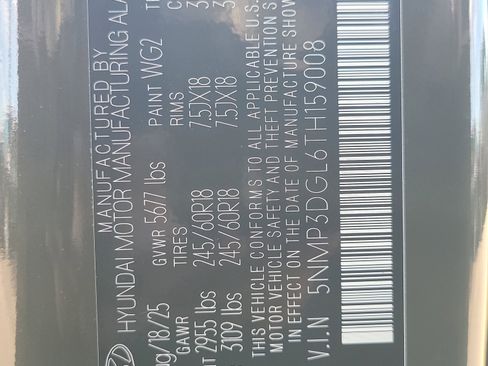 MANUFACTURED BY
HYUNDAI MOTOR MANUFACTURING ALA
/18/25 GVWR 5677 lbs PAINT WG2
GAWR TIRES RIMS
2955 lbs 245/60R18 7.5JX18
3109 lbs 245/60R18 7.5JX18
THIS VEHICLE CONFORMS TO ALL APPLICABLE U.S.
MOTOR VEHICLE SAFETY AND THEFT PREVENTION S
IN EFFECT ON THE DATE OF MANUFACTURE SHOW
V.I.N 5NMP3DGL6TH159008